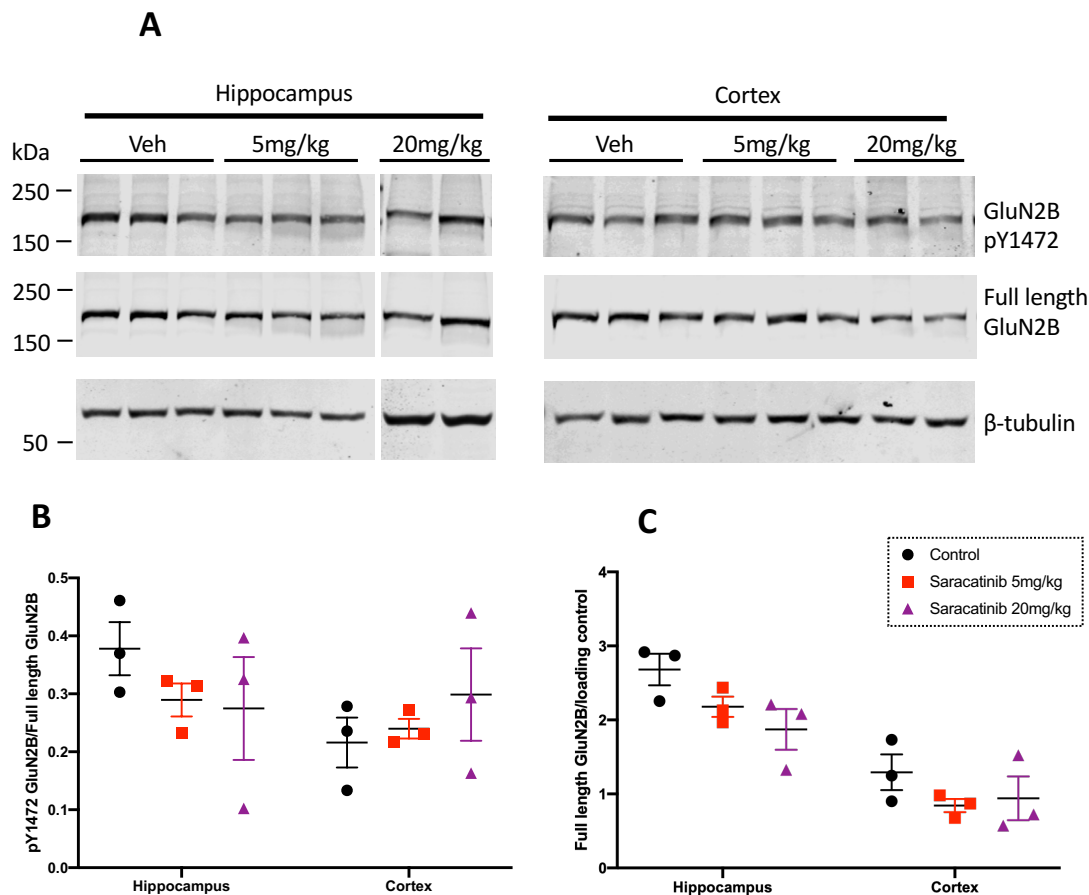 A
Hippocampus
Cortex
kDa
Veh
5mg/kg
20mg/kg
Veh
5mg/kg
20mg/kg
250
150
GluN2B
pY1472
250
150
Full length
GluN2B
50
β-tubulin
B
C
Control
Saracatinib 5mg/kg
Saracatinib 20mg/kg
pY1472 GluN2B/Full length GluN2B
0.5
0.4
0.3
0.2
0.1
0.0
Hippocampus
Cortex
Full length GluN2B/loading control
4
3
2
1
0
Hippocampus
Cortex